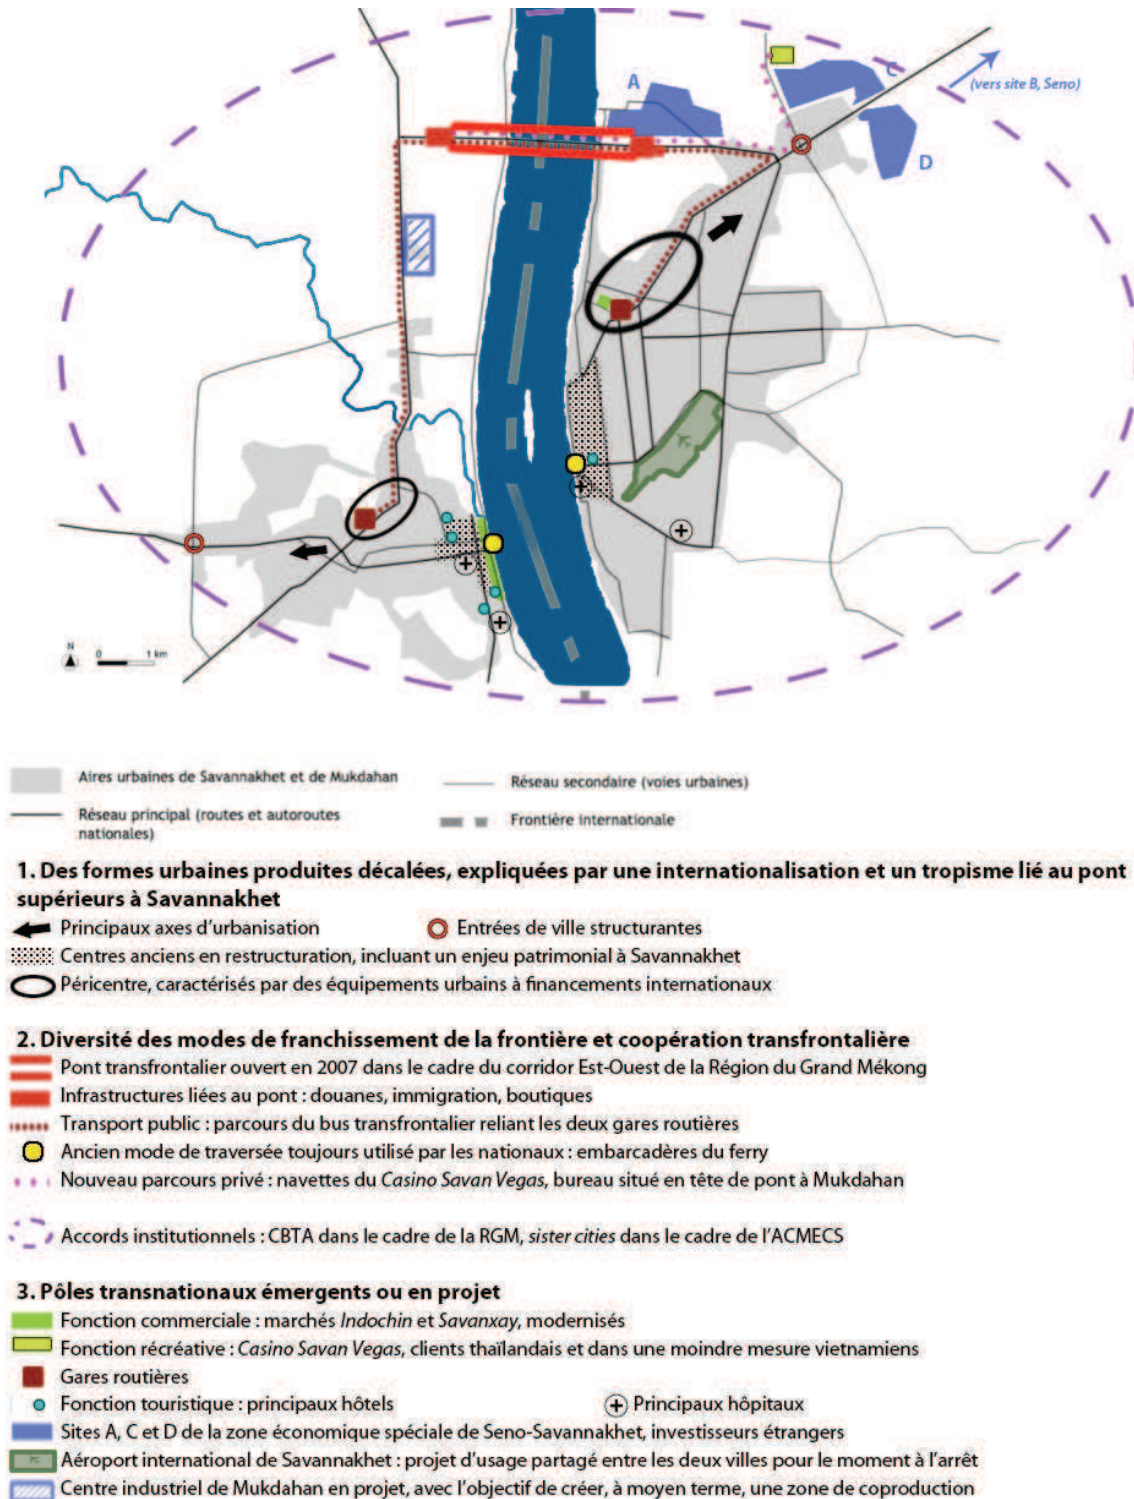 A
C
(vers site B, Seno)
D
N
0 1 km
Aires urbaines de Savannakhet et de Mukdahan
Réseau secondaire (voies urbaines)
Réseau principal (routes et autoroutes
nationales)
Frontière internationale
1. Des formes urbaines produites décalées, expliquées par une internationalisation et un tropisme lié au pont
supérieurs à Savannakhet
Principaux axes d'urbanisation
Entrées de ville structurantes
Centres anciens en restructuration, incluant un enjeu patrimonial à Savannakhet
Péricentre, caractérisés par des équipements urbains à financements internationaux
2. Diversité des modes de franchissement de la frontière et coopération transfrontalière
Pont transfrontalier ouvert en 2007 dans le cadre du corridor Est-Ouest de la Région du Grand Mékong
Infrastructures liées au pont : douanes, immigration, boutiques
Transport public : parcours du bus transfrontalier reliant les deux gares routières
Ancien mode de traversée toujours utilisé par les nationaux : embarcadères du ferry
Nouveau parcours privé : navettes du Casino Savan Vegas, bureau situé en tête de pont à Mukdahan
Accords institutionnels : CBTA dans le cadre de la RGM, sister cities dans le cadre de l'ACMECS
3. Pôles transnationaux émergents ou en projet
Fonction commerciale : marchés Indochin et Savanxay, modernisés
Fonction récréative : Casino Savan Vegas, clients thaïlandais et dans une moindre mesure vietnamiens
Gares routières
Fonction touristique : principaux hôtels
Principaux hôpitaux
Sites A, C et D de la zone économique spéciale de Seno-Savannakhet, investisseurs étrangers
Aéroport international de Savannakhet : projet d'usage partagé entre les deux villes pour le moment à l'arrêt
Centre industriel de Mukdahan en projet, avec l'objectif de créer, à moyen terme, une zone de coproduction